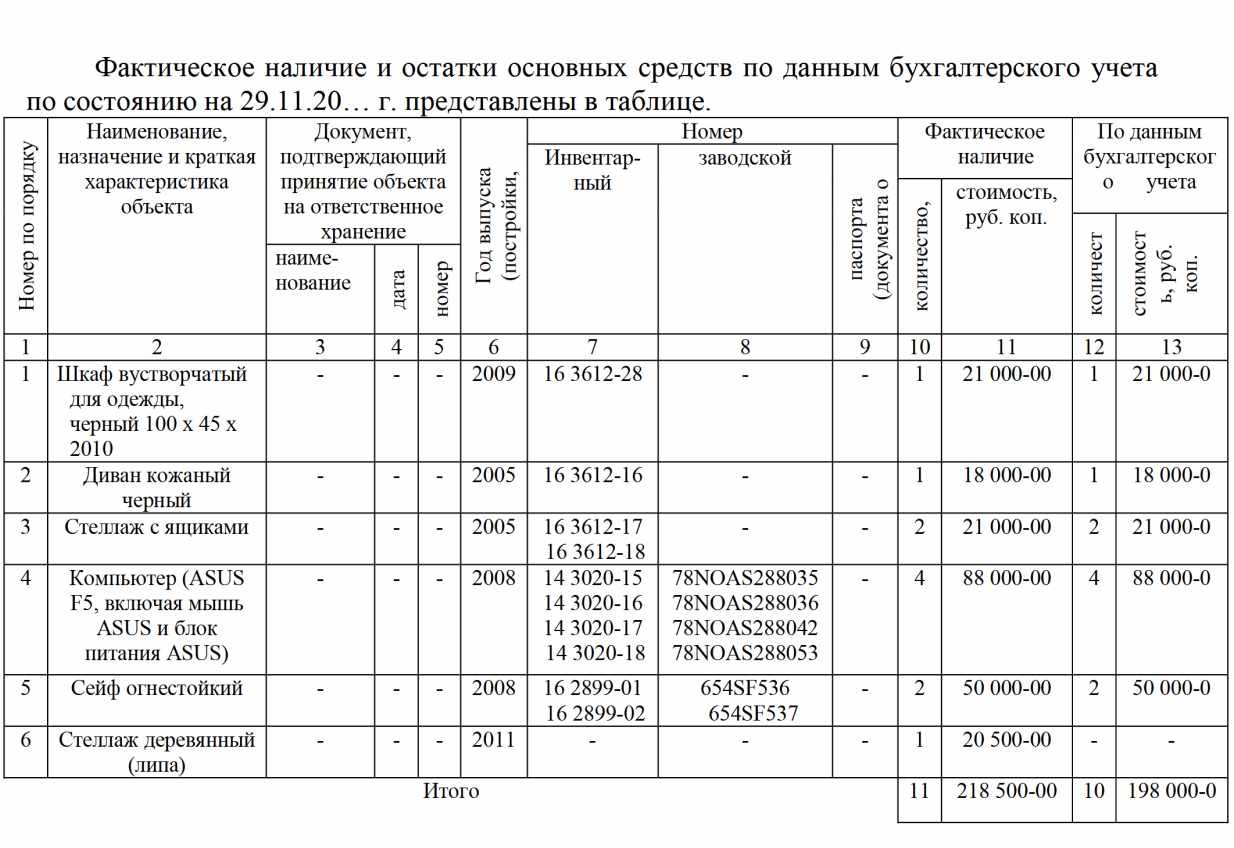 Фактическое наличие и остатки основных средств по данным бухгалтерского учета
по состоянию на 29.11.20… г. представлены в таблице.
Номер по порядку
Наименование,
назначение и краткая
характеристика
объекта
Документ,
подтверждающий
принятие объекта
на ответственное
хранение
наиме-
нование
дата
номер
Год выпуска
(постройки,
Номер
Инвентар-
ный
заводской
паспорта
(документа о
Фактическое
наличие
количество,
стоимость,
руб. коп.
По данным
бухгалтерског
о учета
количест
стоимост
ь, руб.
коп.
1 2 3 4 5 6 7 8 9 10 11 12 13
1 Шкаф вустворчатый - - - 2009 16 3612-28 - - 1 21 000-00 1 21 000-0
для одежды,
черный 100 х 45 х
2010
2 Диван кожаный - - - 2005 16 3612-16 - - 1 18 000-00 1 18 000-0
черный
3 Стеллаж с ящиками - - - 2005 16 3612-17 - - 2 21 000-00 2 21 000-0
16 3612-18
4 Компьютер (ASUS - - - 2008 14 3020-15 78NOAS288035 - 4 88 000-00 4 88 000-0
F5, включая мышь 14 3020-16 78NOAS288036
ASUS и блок 14 3020-17 78NOAS288042
питания ASUS) 14 3020-18 78NOAS288053
5 Сейф огнестойкий - - - 2008 16 2899-01 654SF536 - 2 50 000-00 2 50 000-0
16 2899-02 654SF537
6 Стеллаж деревянный - - - 2011 - - - 1 20 500-00 - -
(липа)
Итого 11 218 500-00 10 198 000-0